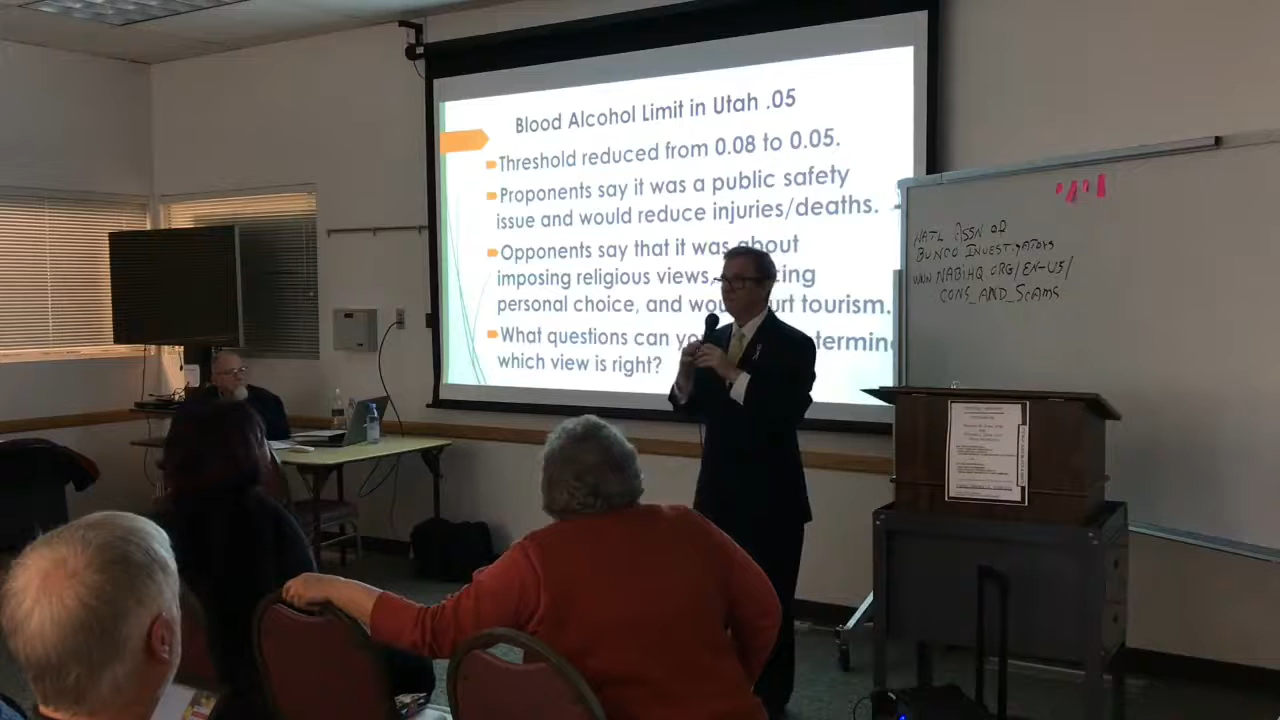 Blood Alcohol Limit in Utah .05
Threshold reduced from 0.08 to 0.05.
Proponents say it was a public safety
issue and would reduce injuries/deaths.
Opponents say that it was about
imposing religious views,
personal choice, and tourism.
What questions can
which view is right?
NATL ASSN OF
BUNCO INVESTIGATORS
WWW.NABIHQ.ORG/EN-US/
CONS_AND_SCAMS